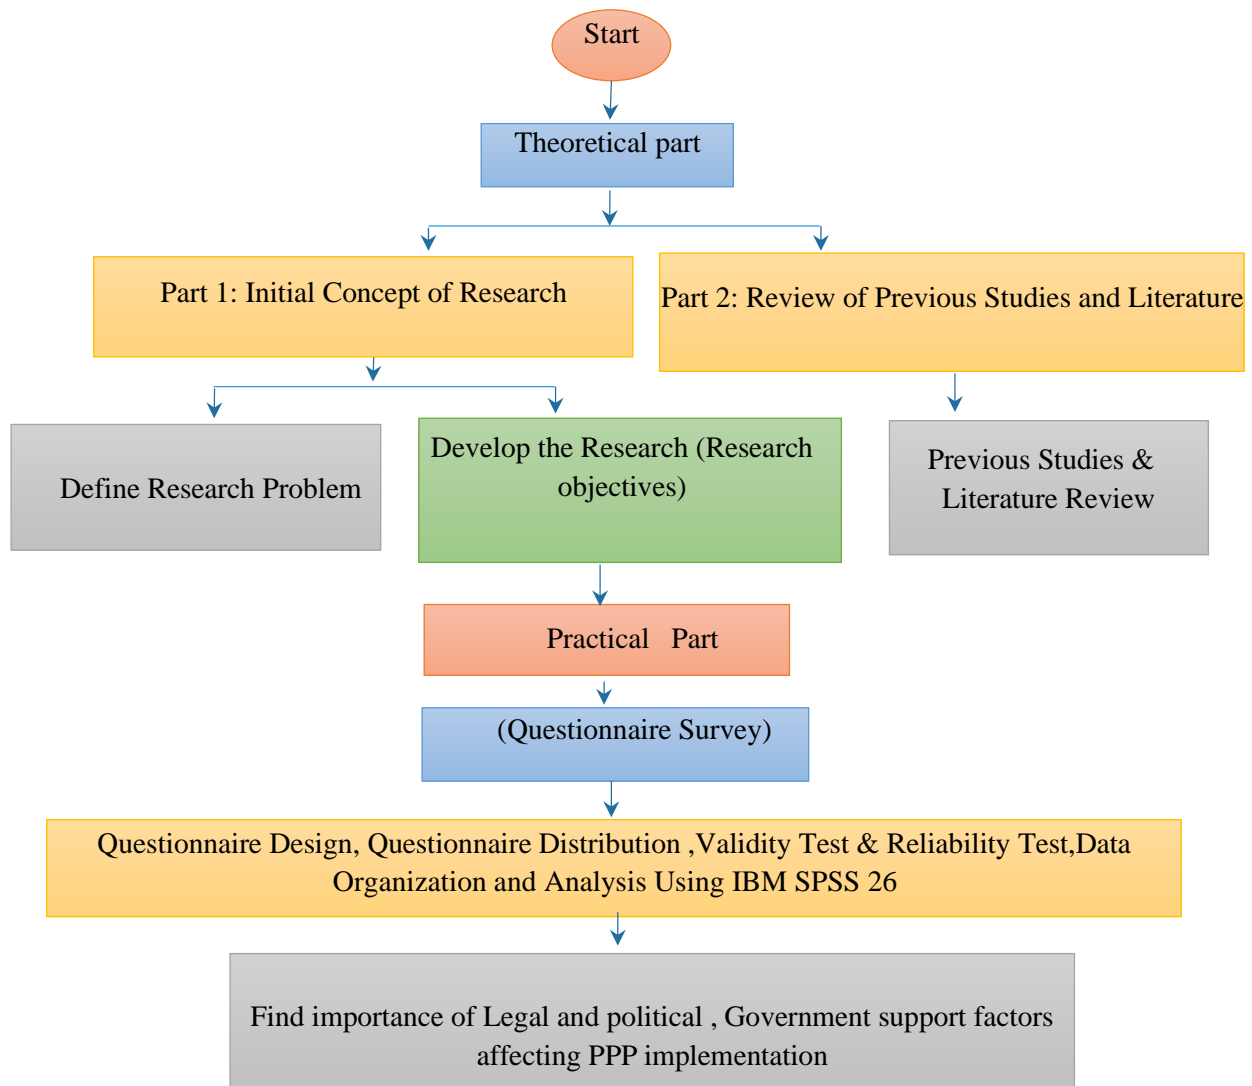 Start
Theoretical part
Part 1: Initial Concept of Research
Part 2: Review of Previous Studies and Literature
Define Research Problem
Develop the Research (Research
objectives)
Previous Studies &
Literature Review
Practical Part
(Questionnaire Survey)
Questionnaire Design, Questionnaire Distribution ,Validity Test & Reliability Test,Data
Organization and Analysis Using IBM SPSS 26
Find importance of Legal and political , Government support factors
affecting PPP implementation